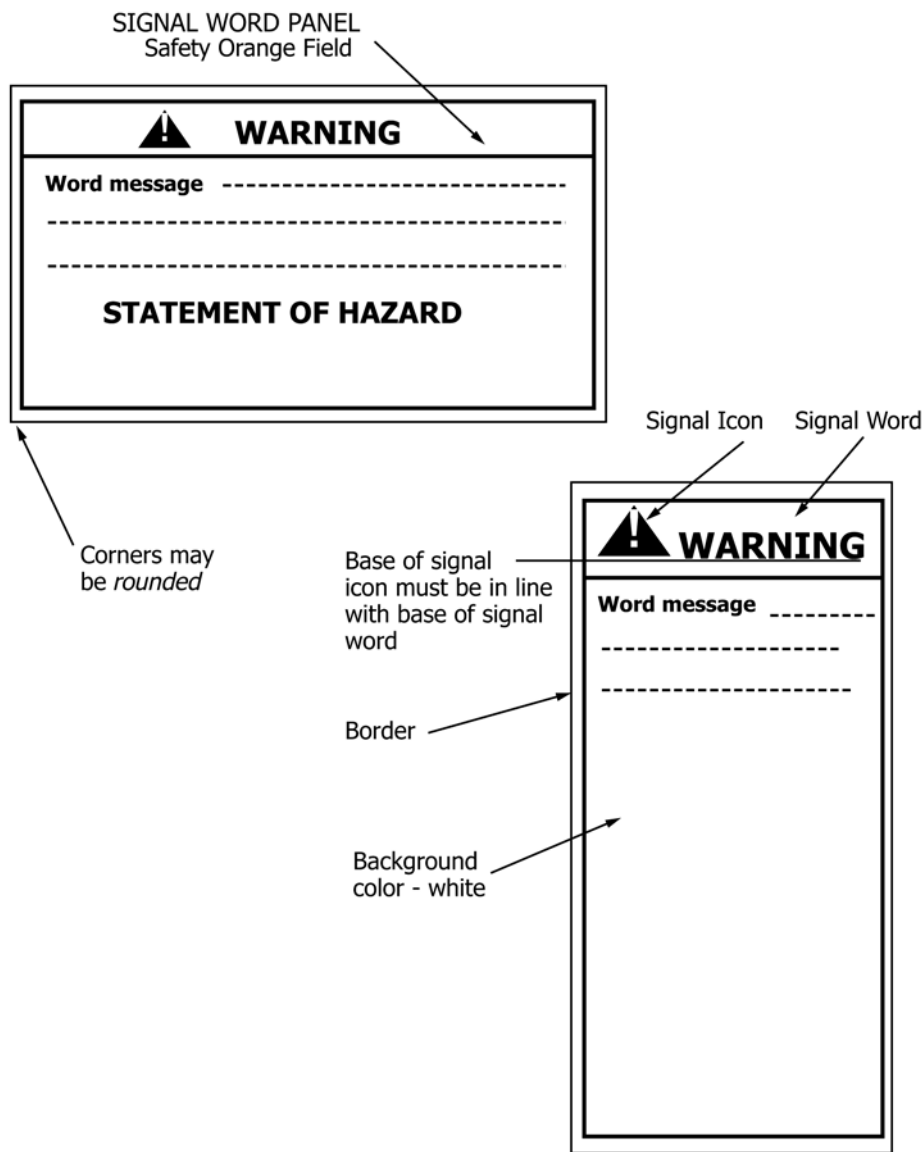 SIGNAL WORD PANEL
Safety Orange Field
! WARNING
Word message
STATEMENT OF HAZARD
Corners may
be rounded
Signal Icon Signal Word
! WARNING
Base of signal
icon must be in line
with base of signal
word
Word message
Border
Background
color - white